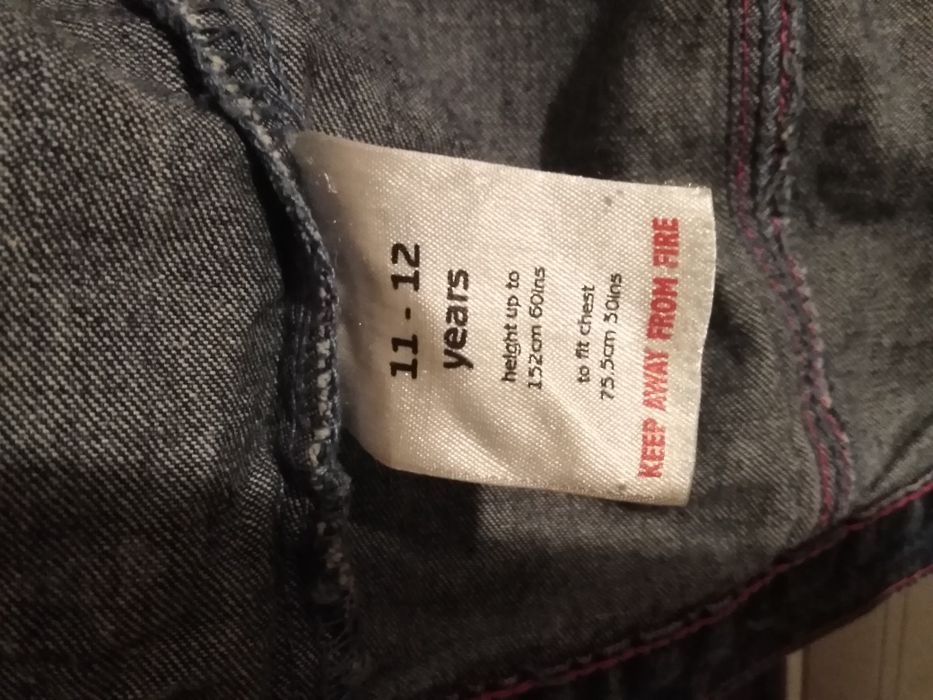 11 - 12
years
height up to
152cm 60ins
to fit chest
75.5cm 30ins
KEEP AWAY FROM FIRE